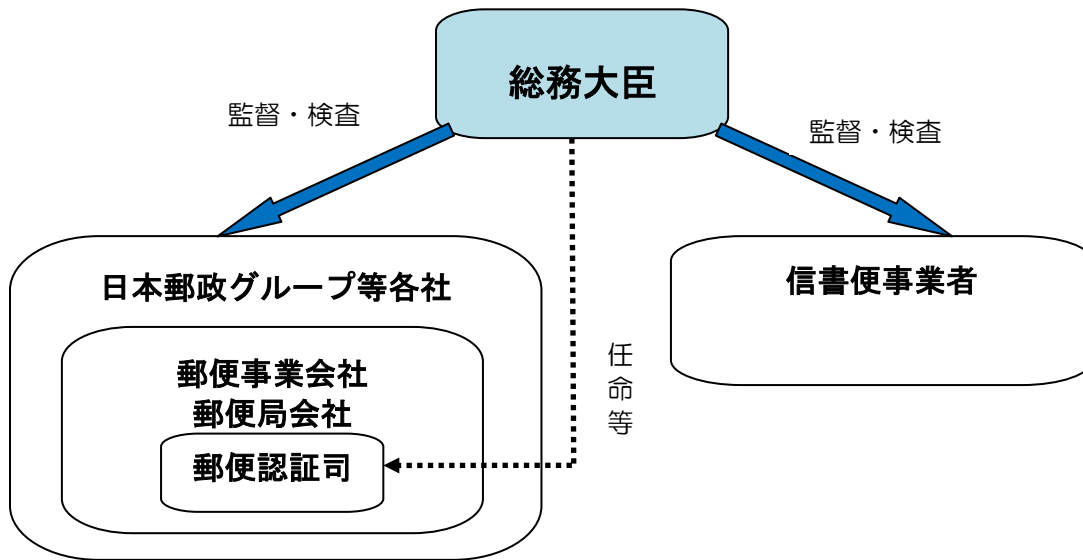 総務大臣
監督・検査
監督・検査
日本郵政グループ等各社
信書便事業者
郵便事業会社
郵便局会社
郵便認証司
任命等